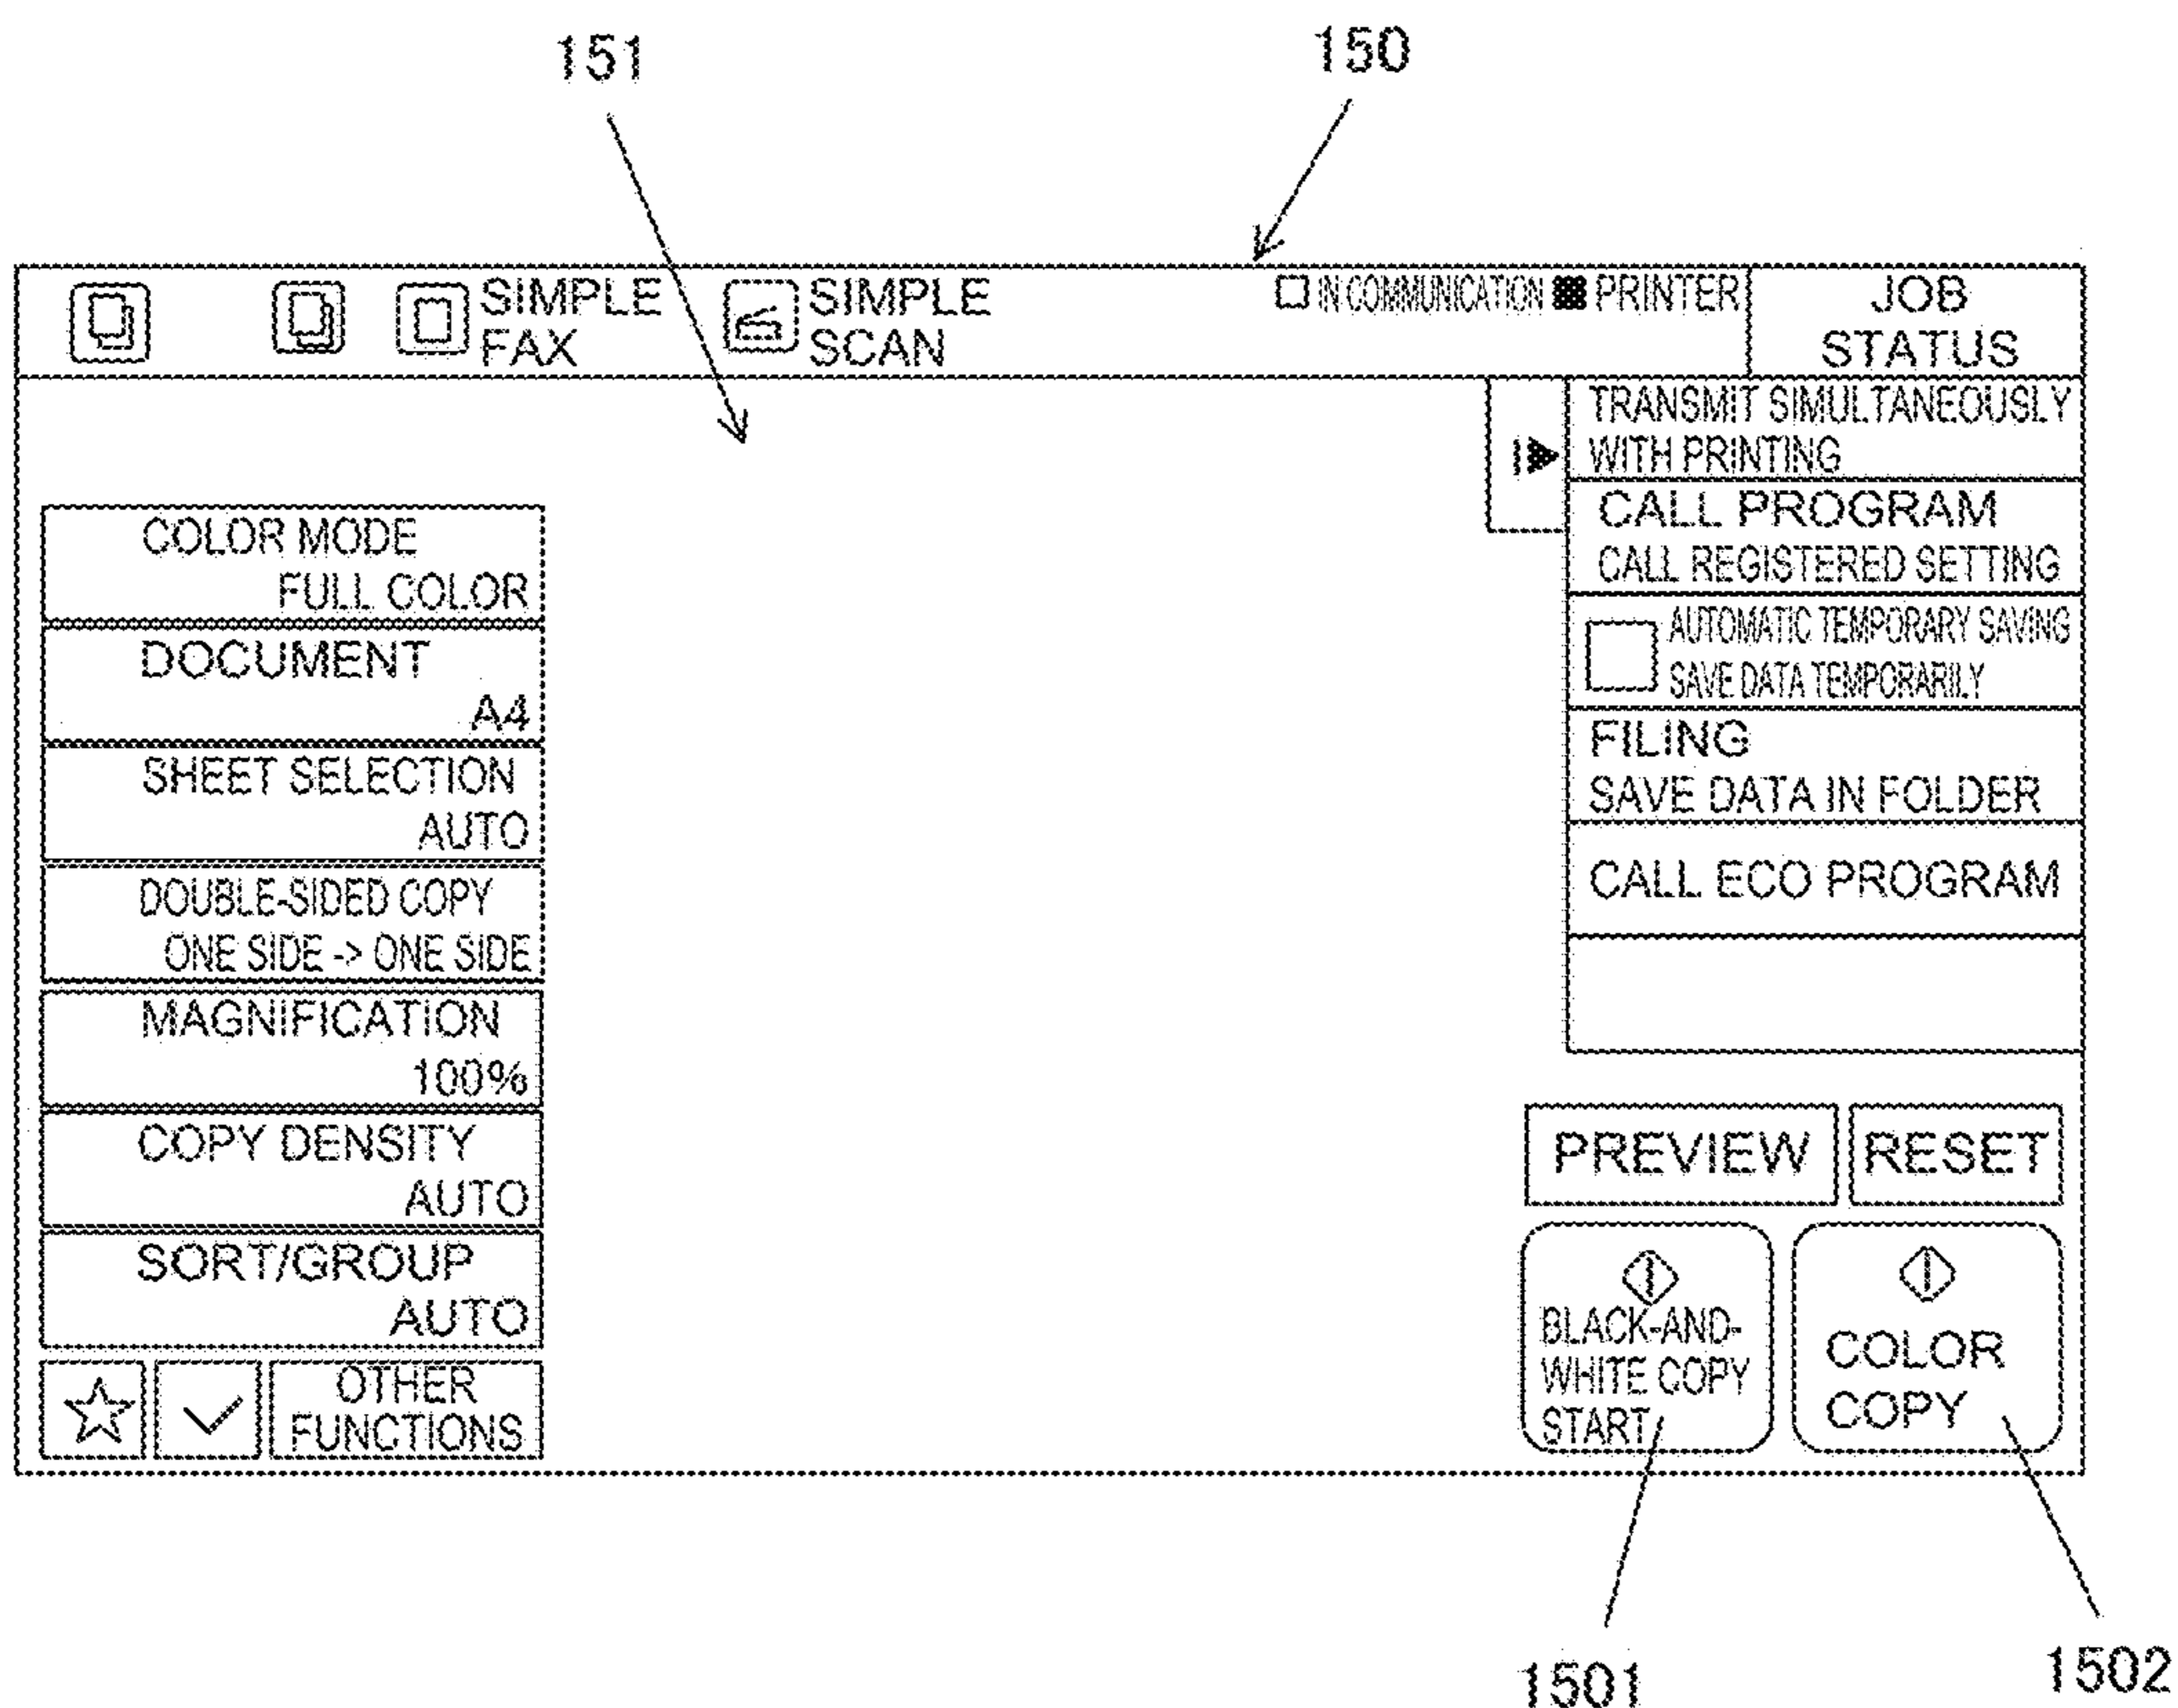 151
150
SIMPLE
FAX
SIMPLE
SCAN
IN COMMUNICATION
PRINTER
JOB
STATUS
TRANSMIT SIMULTANEOUSLY
WITH PRINTING
CALL PROGRAM
CALL REGISTERED SETTING
AUTOMATIC TEMPORARY SAVING
SAVE DATA TEMPORARILY
FILING
SAVE DATA IN FOLDER
CALL ECO PROGRAM
COLOR MODE
FULL COLOR
DOCUMENT
A4
SHEET SELECTION
AUTO
DOUBLE-SIDED COPY
ONE SIDE -> ONE SIDE
MAGNIFICATION
100%
COPY DENSITY
AUTO
SORT/GROUP
AUTO
OTHER
FUNCTIONS
PREVIEW
RESET
BLACK-AND-
WHITE COPY
START
COLOR
COPY
1501
1502